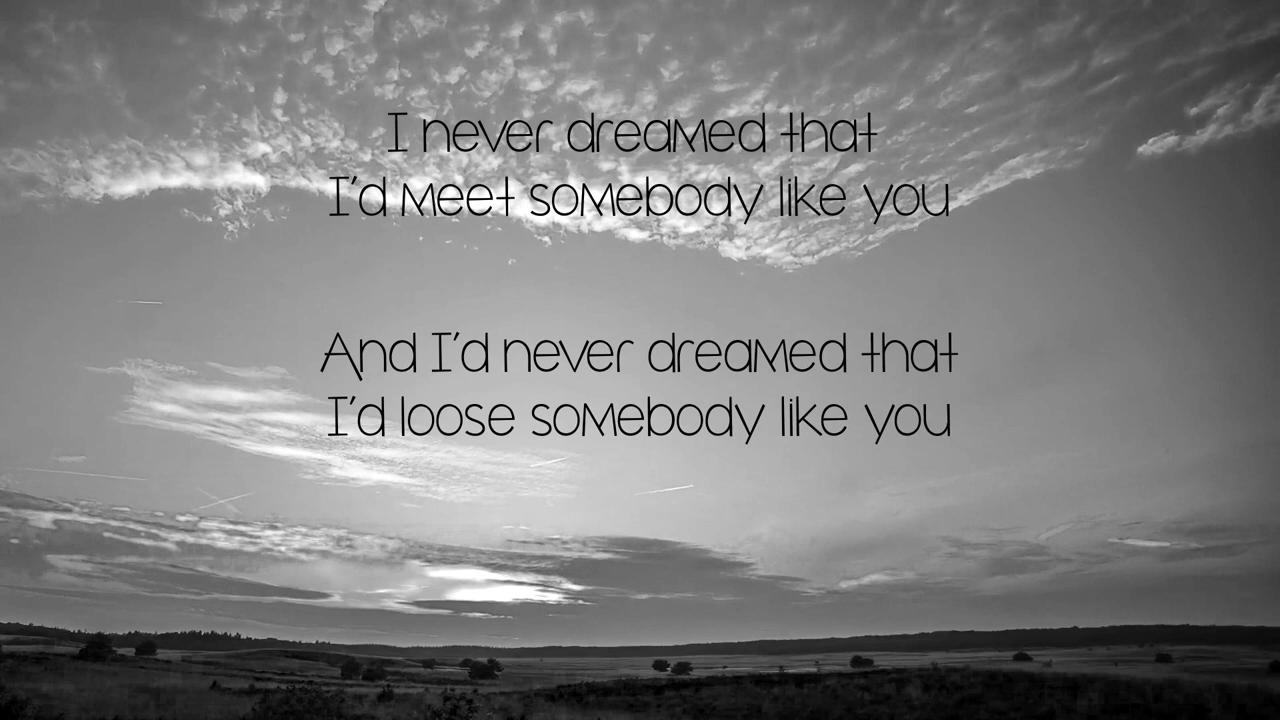 I never dreamed that
I'd meet somebody like you
And I'd never dreamed that
I'd loose somebody like you